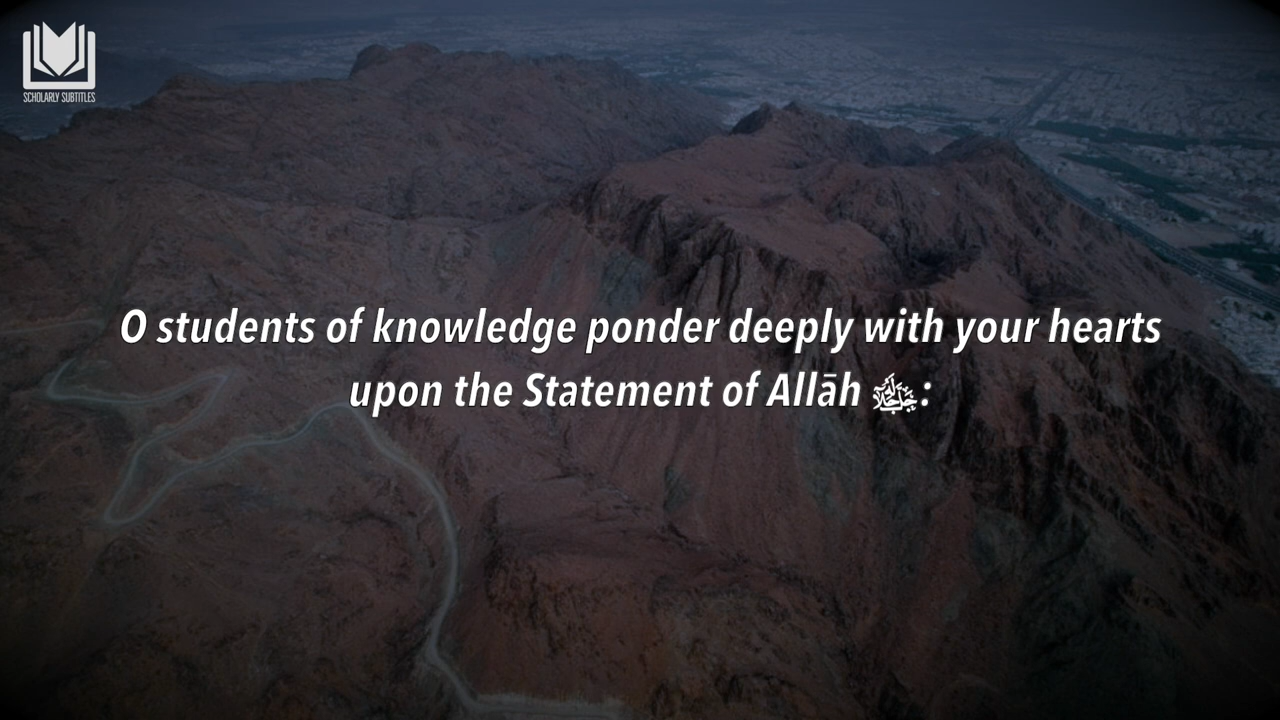 SCHOLARLY SUBTITLES
O students of knowledge ponder deeply with your hearts
upon the Statement of Allāh ﷻ: